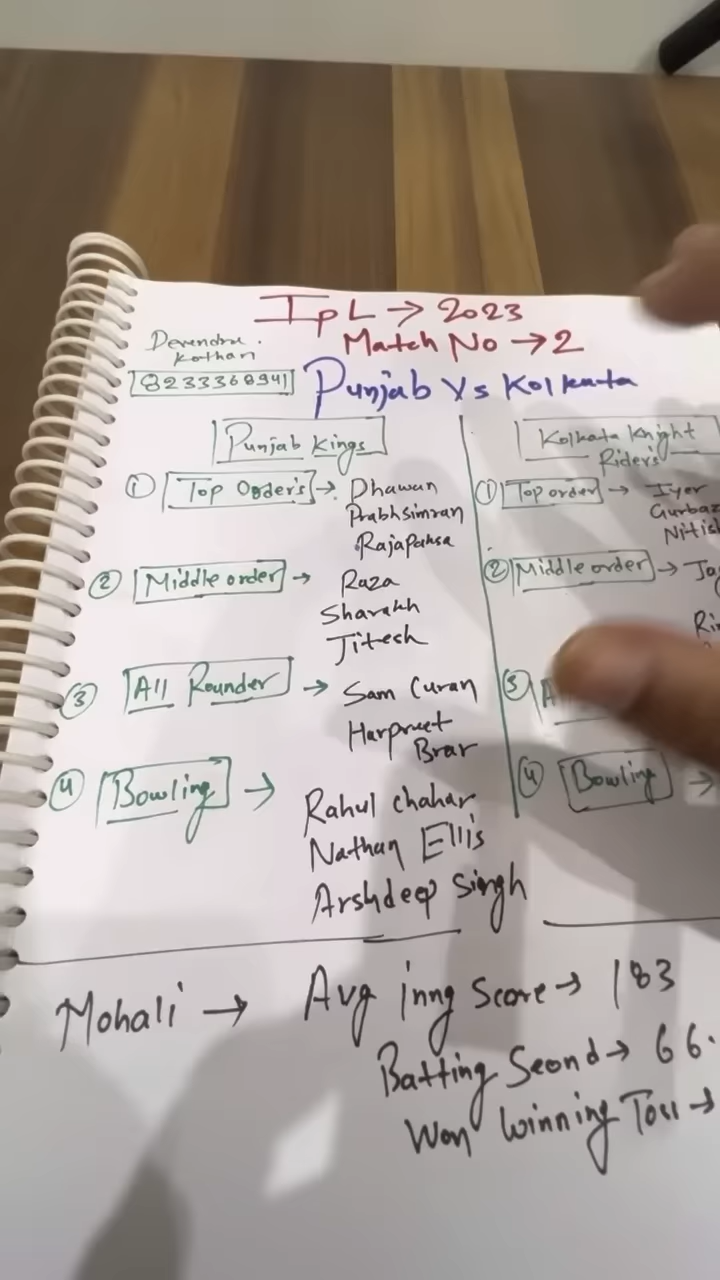 IpL → 2023
Match No → 2
Devendra.
Kothari
8233368941
Punjab Vs Kolkata
Punjab Kings
① Top Order's → Dhawan
Prabhsimran
Rajapaksa
② Middle order → Raza
Sharukh
Jitesh
③ All Rounder → Sam Curan
Harpreet
Brar
④ Bowling → Rahul chahar
Nathan Ellis
Arshdeep Singh
Kolkata Knight
Rider's
① Top order → Iyer
Gurbaz
Nitish
② Middle order →
③
④ Bowling →
Mohali → Avg inng Score → 183
Batting Seond → 66.
Won Winning Toss →